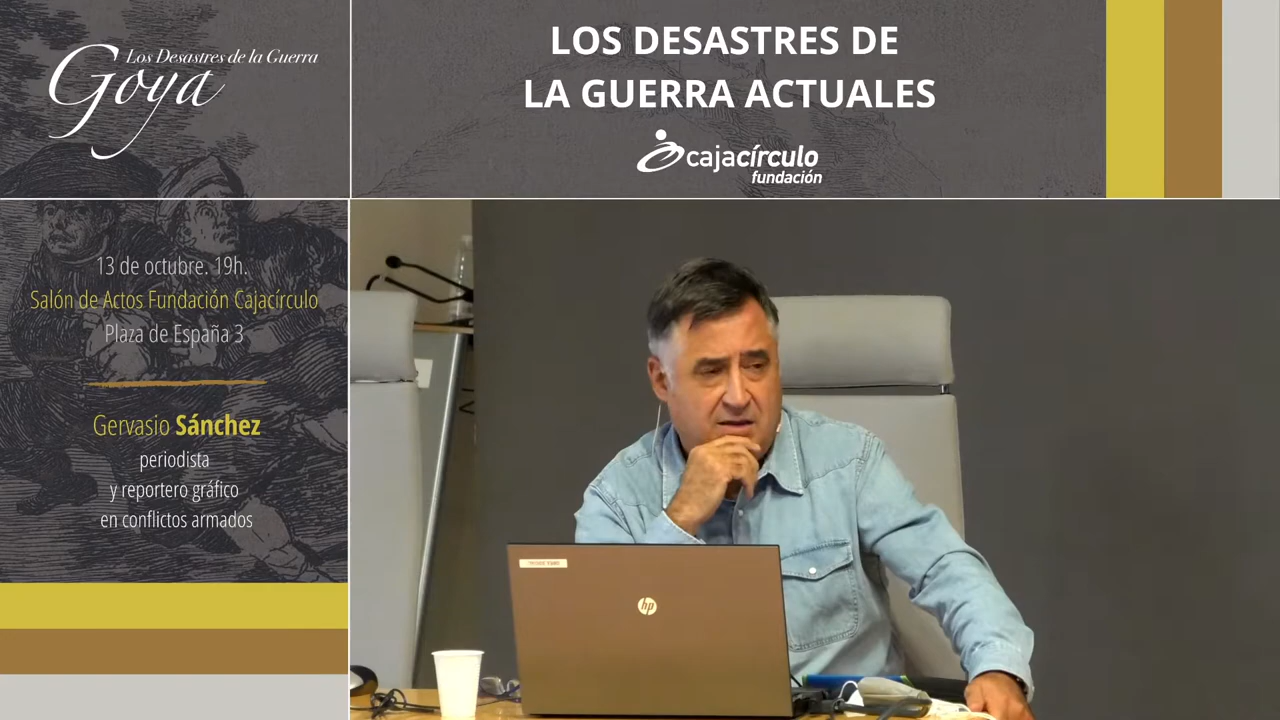 Los Desastres de la Guerra
Goya
LOS DESASTRES DE
LA GUERRA ACTUALES
cajacírculo
fundación
13 de octubre. 19h.
Salón de Actos Fundación Cajacírculo
Plaza de España 3
Gervasio Sánchez
periodista
y reportero gráfico
en conflictos armados
hp